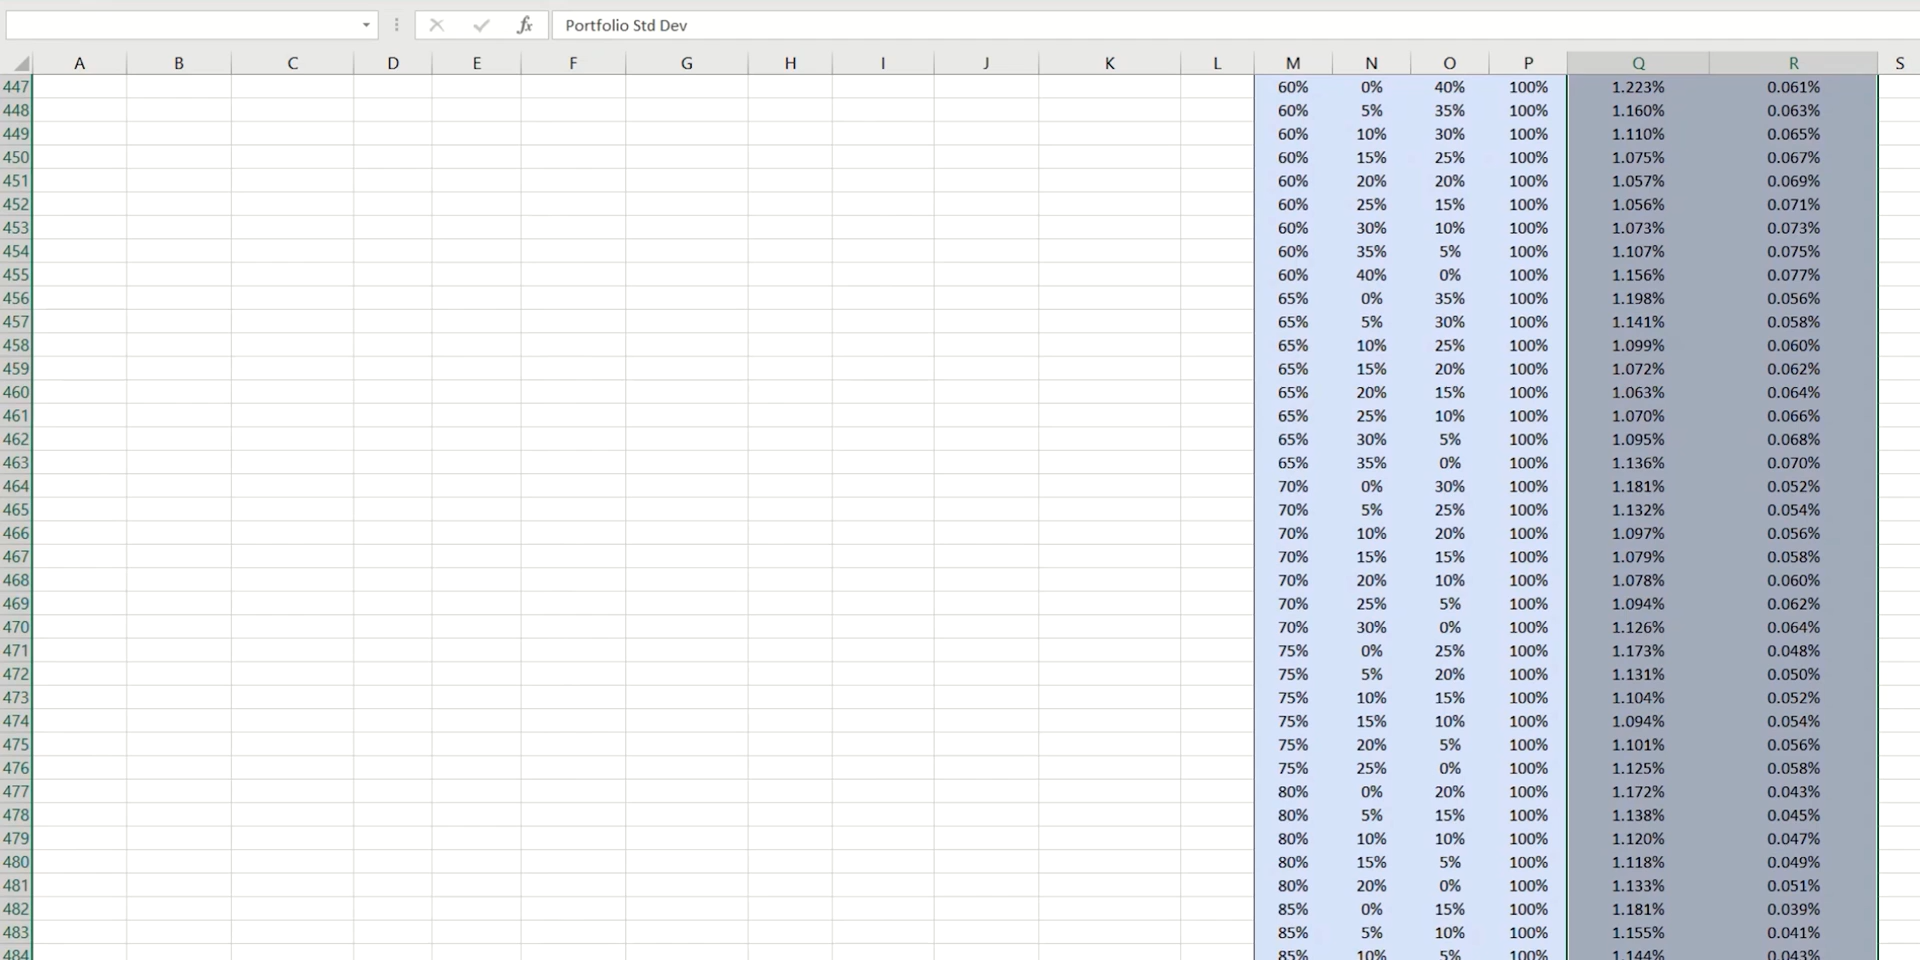 fx Portfolio Std Dev
A B C D E F G H I J K L M N O P Q R S
447 60% 0% 40% 100% 1.223% 0.061%
448 60% 5% 35% 100% 1.160% 0.063%
449 60% 10% 30% 100% 1.110% 0.065%
450 60% 15% 25% 100% 1.075% 0.067%
451 60% 20% 20% 100% 1.057% 0.069%
452 60% 25% 15% 100% 1.056% 0.071%
453 60% 30% 10% 100% 1.073% 0.073%
454 60% 35% 5% 100% 1.107% 0.075%
455 60% 40% 0% 100% 1.156% 0.077%
456 65% 0% 35% 100% 1.198% 0.056%
457 65% 5% 30% 100% 1.141% 0.058%
458 65% 10% 25% 100% 1.099% 0.060%
459 65% 15% 20% 100% 1.072% 0.062%
460 65% 20% 15% 100% 1.063% 0.064%
461 65% 25% 10% 100% 1.070% 0.066%
462 65% 30% 5% 100% 1.095% 0.068%
463 65% 35% 0% 100% 1.136% 0.070%
464 70% 0% 30% 100% 1.181% 0.052%
465 70% 5% 25% 100% 1.132% 0.054%
466 70% 10% 20% 100% 1.097% 0.056%
467 70% 15% 15% 100% 1.079% 0.058%
468 70% 20% 10% 100% 1.078% 0.060%
469 70% 25% 5% 100% 1.094% 0.062%
470 70% 30% 0% 100% 1.126% 0.064%
471 75% 0% 25% 100% 1.173% 0.048%
472 75% 5% 20% 100% 1.131% 0.050%
473 75% 10% 15% 100% 1.104% 0.052%
474 75% 15% 10% 100% 1.094% 0.054%
475 75% 20% 5% 100% 1.101% 0.056%
476 75% 25% 0% 100% 1.125% 0.058%
477 80% 0% 20% 100% 1.172% 0.043%
478 80% 5% 15% 100% 1.138% 0.045%
479 80% 10% 10% 100% 1.120% 0.047%
480 80% 15% 5% 100% 1.118% 0.049%
481 80% 20% 0% 100% 1.133% 0.051%
482 85% 0% 15% 100% 1.181% 0.039%
483 85% 5% 10% 100% 1.155% 0.041%
484 85% 10% 5% 100% 1.144% 0.043%